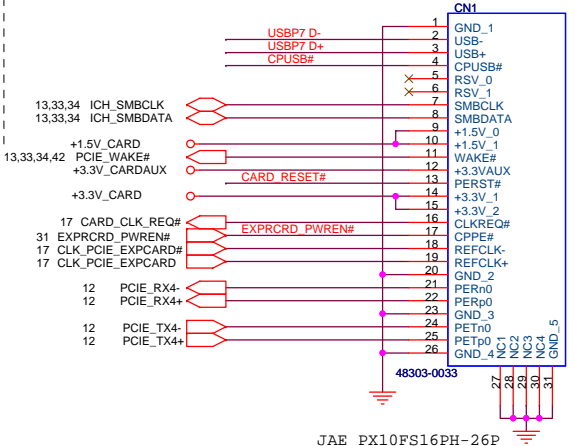 CN1
USBP7 D- 1 GND_1
USBP7 D+ 2 USB-
CPUSB# 3 USB+
4 CPUSB#
5 RSV_0
6 RSV_1
13,33,34 ICH_SMBCLK 7 SMBCLK
13,33,34 ICH_SMBDATA 8 SMBDATA
9 +1.5V_0
+1.5V_CARD 10 +1.5V_1
13,33,34,42 PCIE_WAKE# 11 WAKE#
+3.3V_CARDAUX 12 +3.3VAUX
CARD_RESET# 13 PERST#
+3.3V_CARD 14 +3.3V_1
15 +3.3V_2
17 CARD_CLK_REQ# 16 CLKREQ#
31 EXPRCRD_PWREN# EXPRCRD_PWREN# 17 CPPE#
17 CLK_PCIE_EXPCARD# 18 REFCLK-
17 CLK_PCIE_EXPCARD 19 REFCLK+
20 GND_2
12 PCIE_RX4- 21 PERn0
12 PCIE_RX4+ 22 PERp0
23 GND_3
12 PCIE_TX4- 24 PETn0
12 PCIE_TX4+ 25 PETp0
26 GND_4
NC1 NC2 NC3 NC4 GND_5
48303-0033
27 28 29 30 31
JAE PX10FS16PH-26P